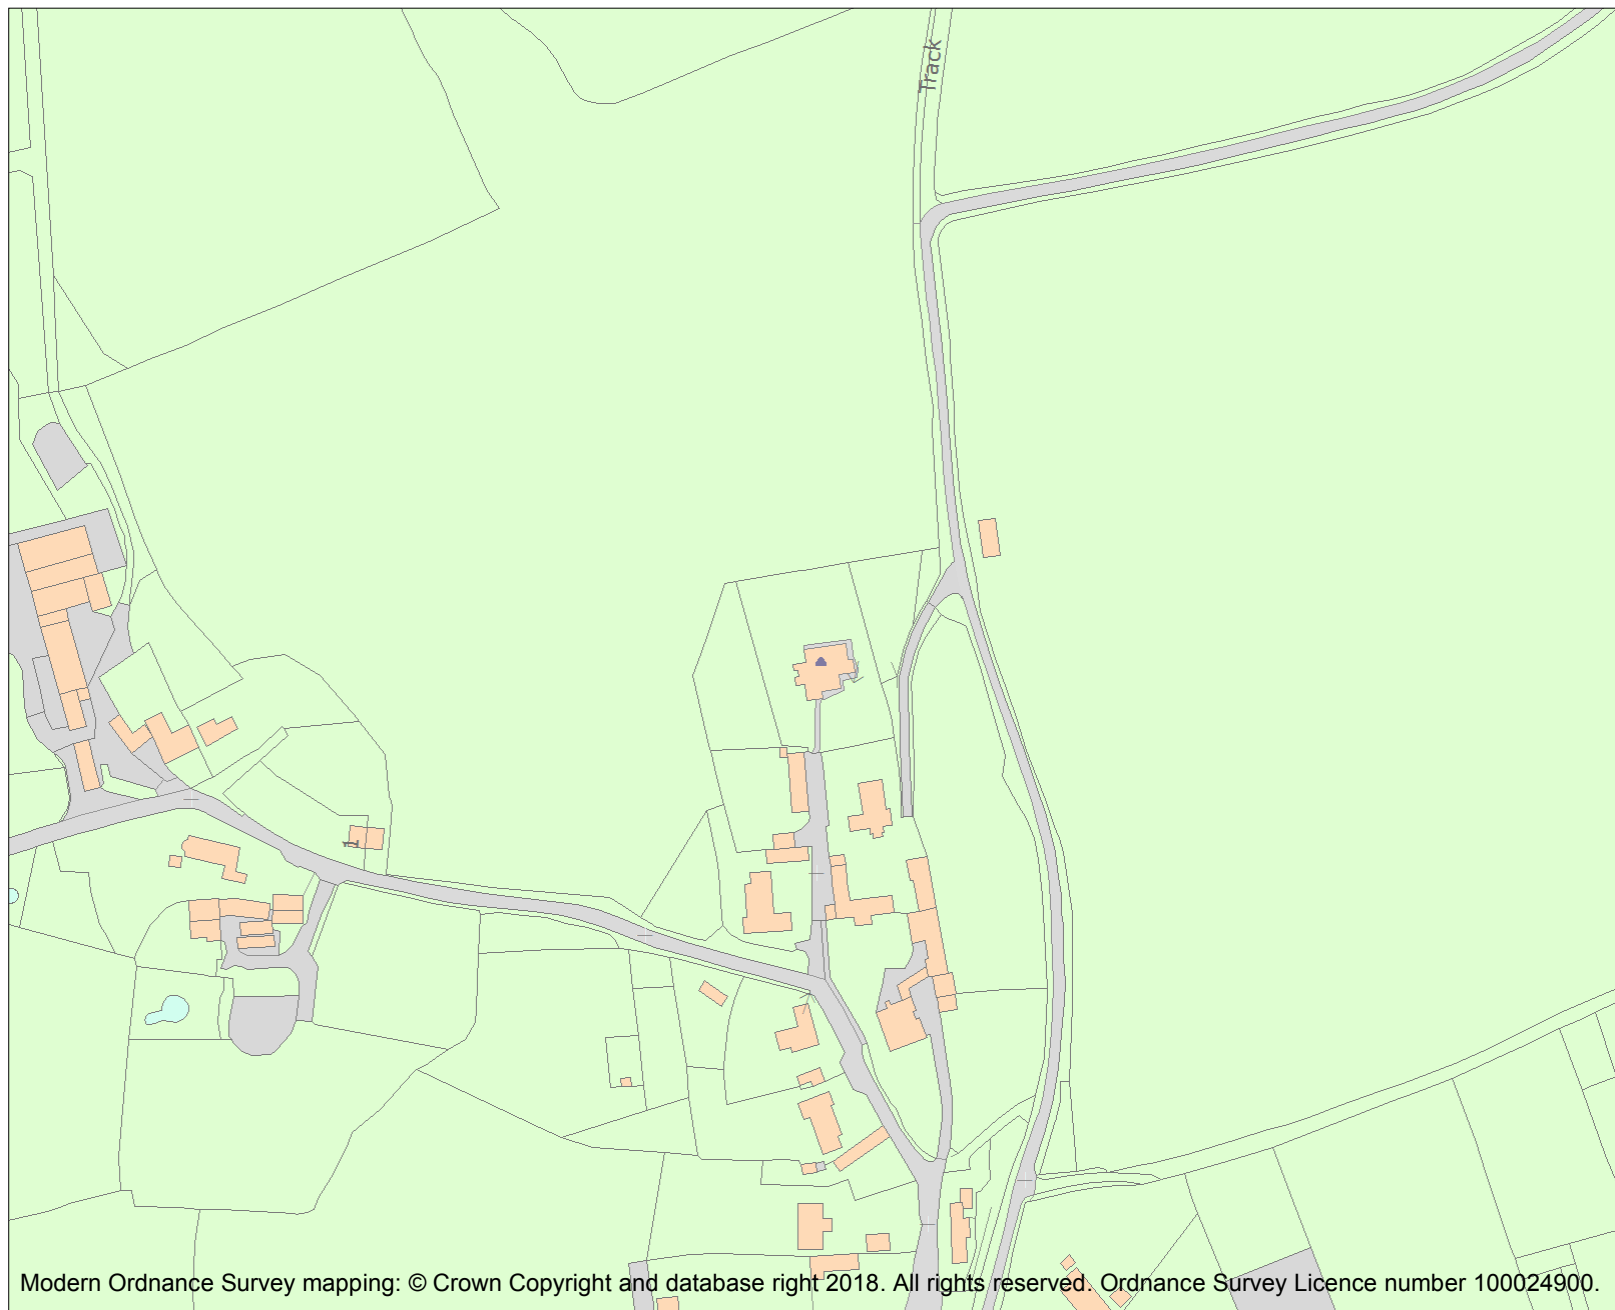 Track
1
Modern Ordnance Survey mapping: © Crown Copyright and database right 2018. All rights reserved. Ordnance Survey Licence number 100024900.